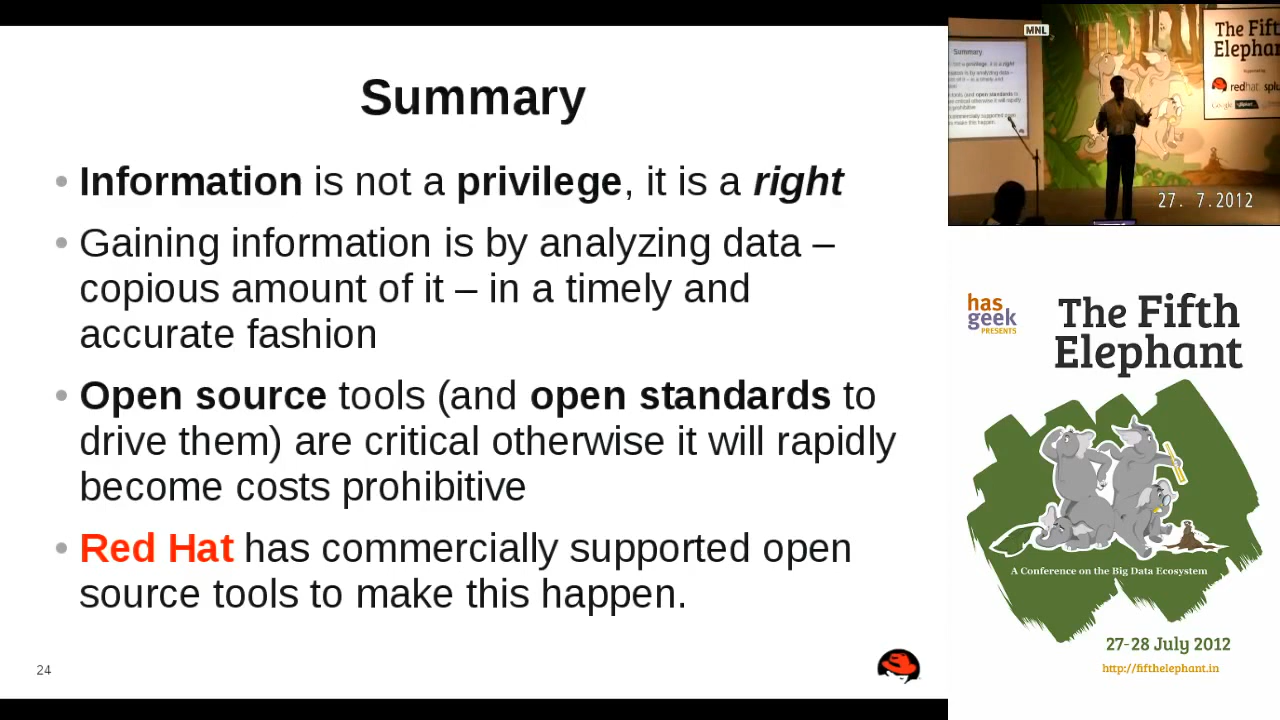 Summary
• Information is not a privilege, it is a right
• Gaining information is by analyzing data –
copious amount of it – in a timely and
accurate fashion
• Open source tools (and open standards to
drive them) are critical otherwise it will rapidly
become costs prohibitive
• Red Hat has commercially supported open
source tools to make this happen.
24
MNL
Summary
The Fifth
Elephant
redhat
27. 7.2012
has
geek
PRESENTS
The Fifth
Elephant
A Conference on the Big Data Ecosystem
27-28 July 2012
http://fifthelephant.in